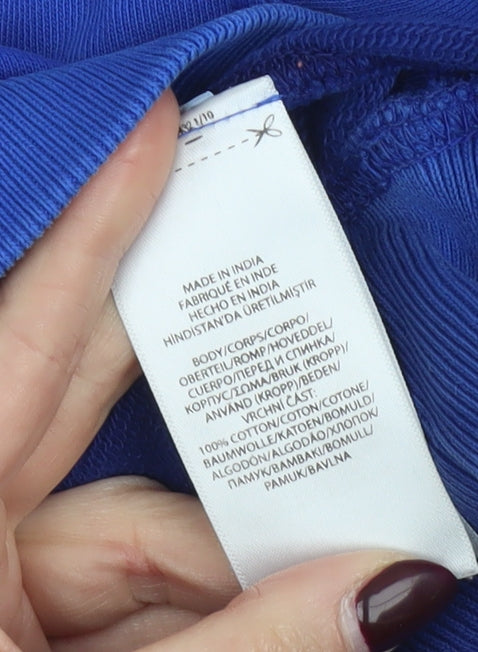 21/10
MADE IN INDIA
FABRIQUÉ EN INDE
HECHO EN INDIA
HİNDİSTAN'DA ÜRETİLMİŞTİR
BODY/CORPS/CORPO/
OBERTEIL/ROMP/HOVEDDEL/
CUERPO/ПЕРЕД И СПИНКА/
КОРПУС/ΣΩΜΑ/BRUK (KROPP)/
ANVÄND (KROPP)/BEDEN/
VRCHNÍ ČÁST:
100% COTTON/COTON/COTONE/
BAUMWOLLE/KATOEN/BOMULD/
ALGODÓN/ALGODÃO/ХЛОПОК/
ПАМУК/ΒΑΜΒΑΚΙ/BOMULL/
PAMUK/BAVLNA